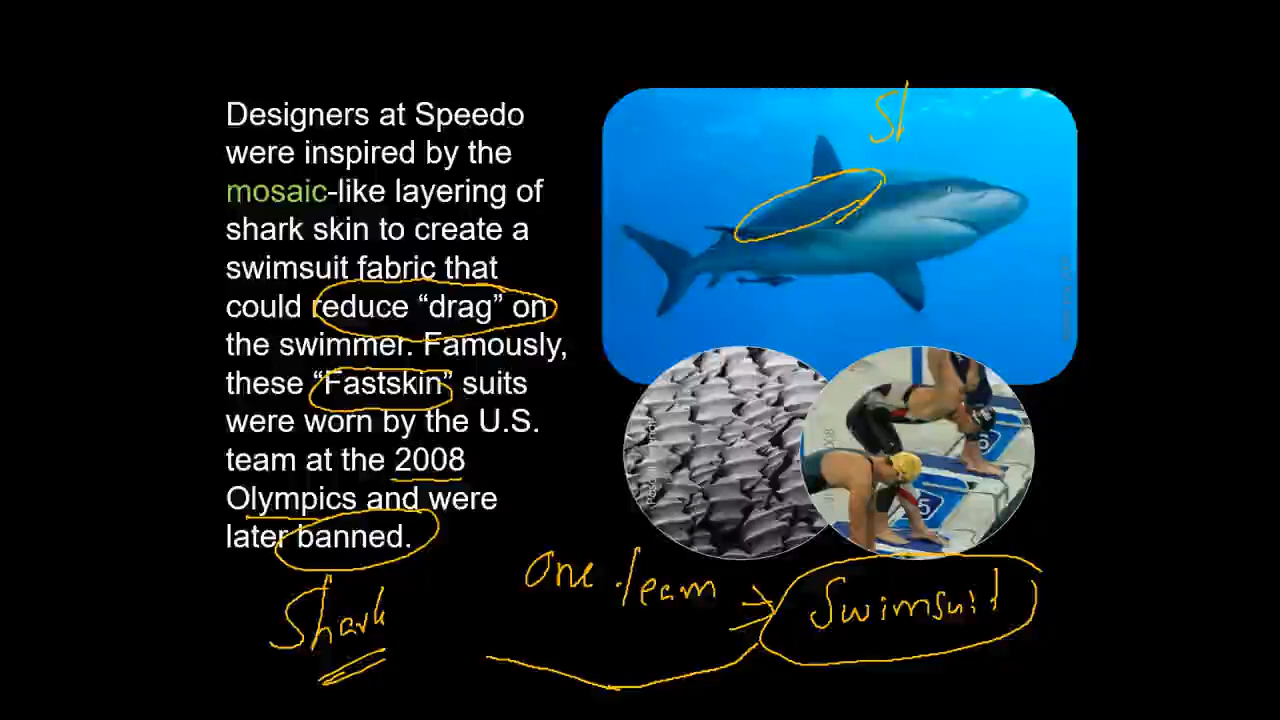 Designers at Speedo
were inspired by the
mosaic-like layering of
shark skin to create a
swimsuit fabric that
could reduce “drag” on
the swimmer. Famously,
these “Fastskin” suits
were worn by the U.S.
team at the 2008
Olympics and were
later banned.
Sh
5
One team
Swimsuit
Shark